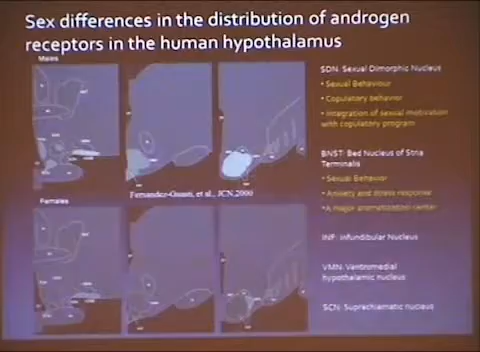 Sex differences in the distribution of androgen
receptors in the human hypothalamus
Males
SDN: Sexual Dimorphic Nucleus
• Sexual Behaviour
• Copulatory behavior
• Integration of sexual motivation
with copulatory program
BNST: Bed Nucleus of Stria
Terminalis
• Sexual Behavior
• Anxiety and stress response
• A major aromatization center
Fernandez-Guasti, et al., JCN,2000
Females
INF: Infundibular Nucleus
VMN: Ventromedial
hypothalamic nucleus
SCN: Suprachiamatic nucleus